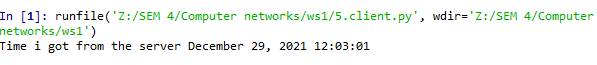 In [1]: runfile('Z:/SEM 4/Computer networks/ws1/5.client.py', wdir='Z:/SEM 4/Computer
networks/ws1')
Time i got from the server December 29, 2021 12:03:01